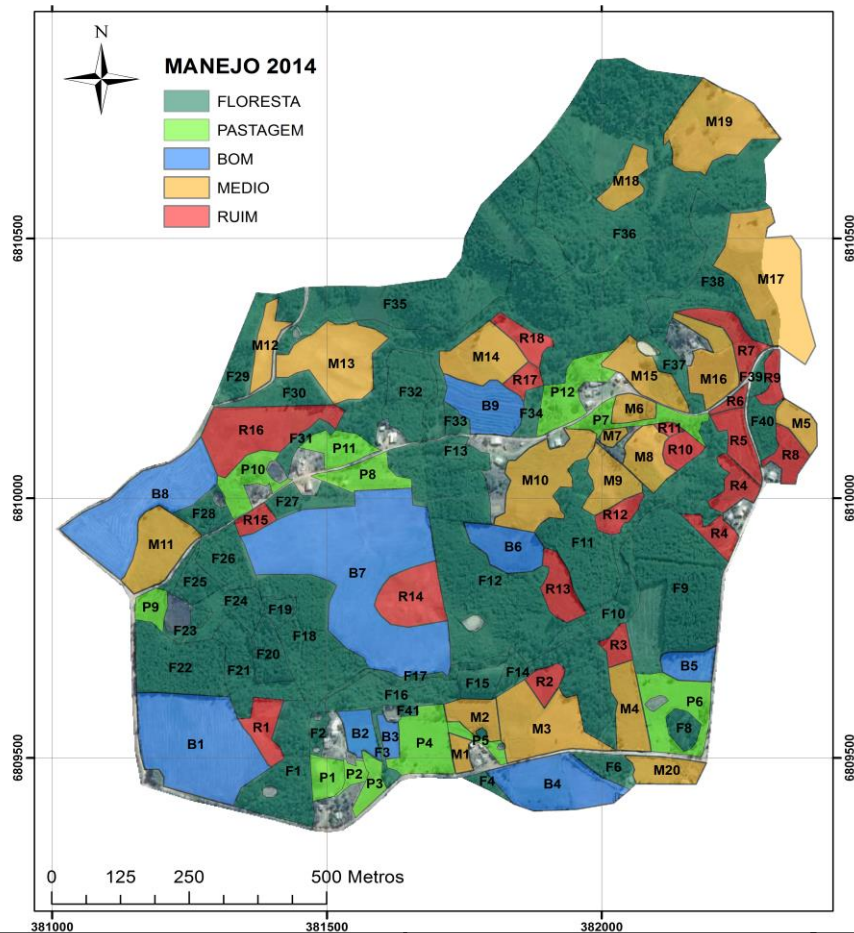 N
MANEJO 2014
FLORESTA
PASTAGEM
BOM
MEDIO
RUIM
M19
M18
F36
6810500
6810500
F38
M17
F35
M12
M13
R18
M14
F37
R7
M15
M16
F39
R9
F29
F30
F32
R17
P12
B9
F34
R6
M6
P7
F33
F40
M5
R16
F31
P11
F13
M7
R11
R5
R10
M8
R8
P10
P8
M10
M9
R4
B8
6810000
6810000
F27
F28
R15
R12
R4
M11
B6
F11
F26
B7
F12
F25
R13
R14
F9
F24
F19
P9
F10
F23
F18
R3
F22
F21
F20
F17
F14
B5
F16
F15
R2
F41
P6
M4
R1
M2
B1
F2
B2
B3
P4
M3
F8
P5
6809500
6809500
F3
M1
F1
P1
P2
P3
F4
B4
F6
M20
0
125
250
500 Metros
381000
381500
382000